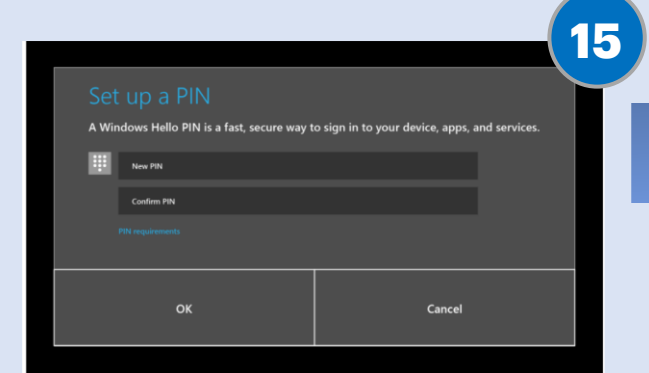 15
Set up a PIN
A Windows Hello PIN is a fast, secure way to sign in to your device, apps, and services.
New PIN
Confirm PIN
PIN requirements
OK
Cancel